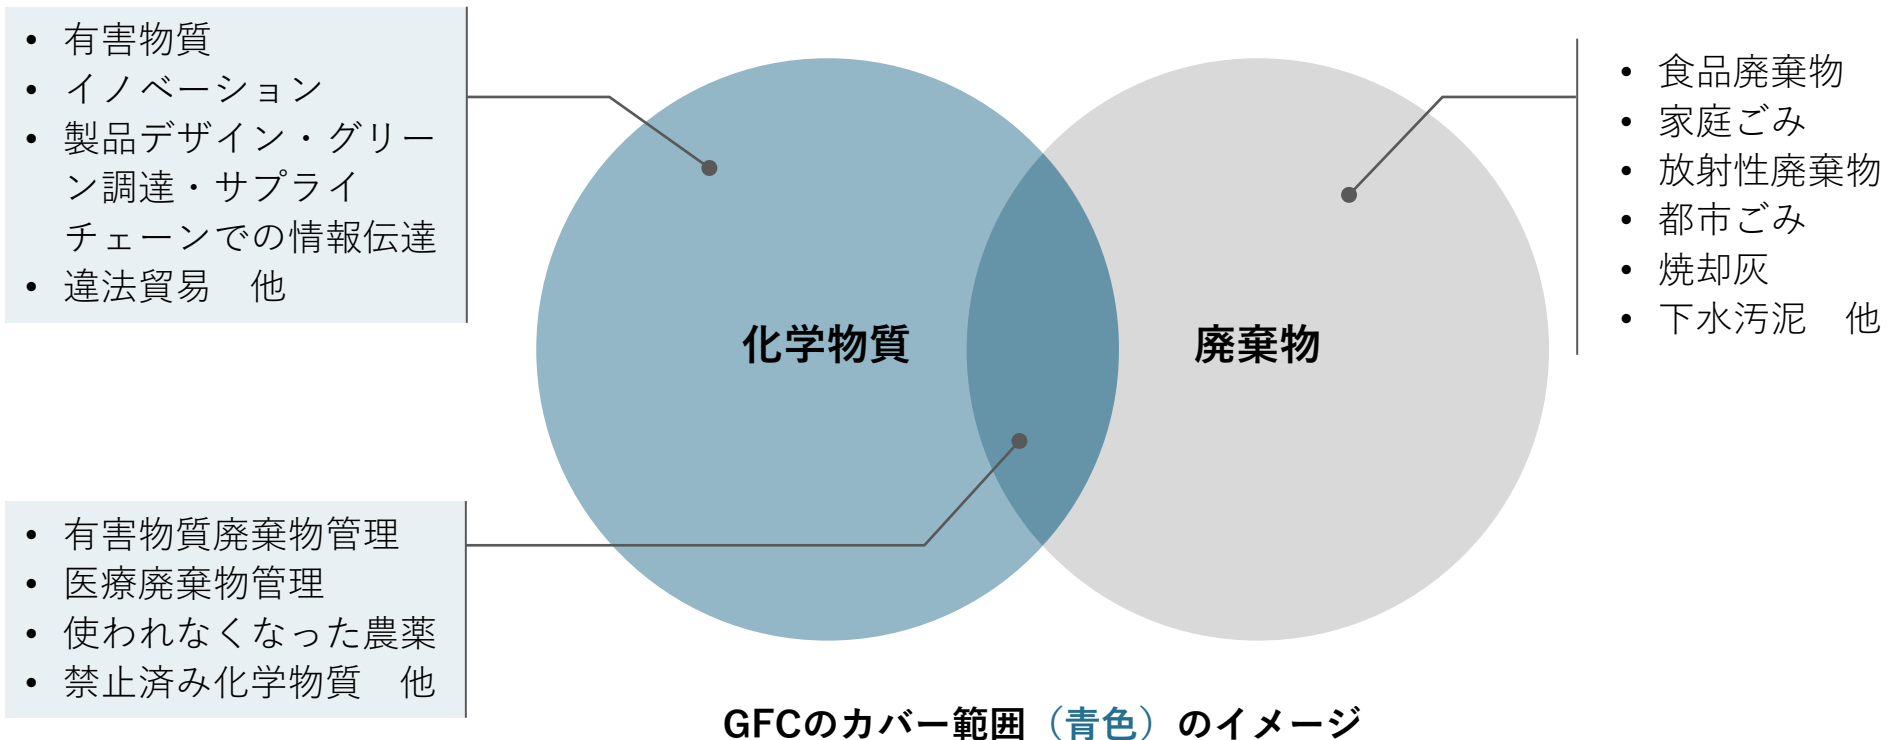 • 有害物質
• イノベーション
• 製品デザイン・グリー
ン調達・サプライ
チェーンでの情報伝達
• 違法貿易　他
• 食品廃棄物
• 家庭ごみ
• 放射性廃棄物
• 都市ごみ
• 焼却灰
• 下水汚泥　他
化学物質
廃棄物
• 有害物質廃棄物管理
• 医療廃棄物管理
• 使われなくなった農薬
• 禁止済み化学物質　他
GFCのカバー範囲（青色）のイメージ